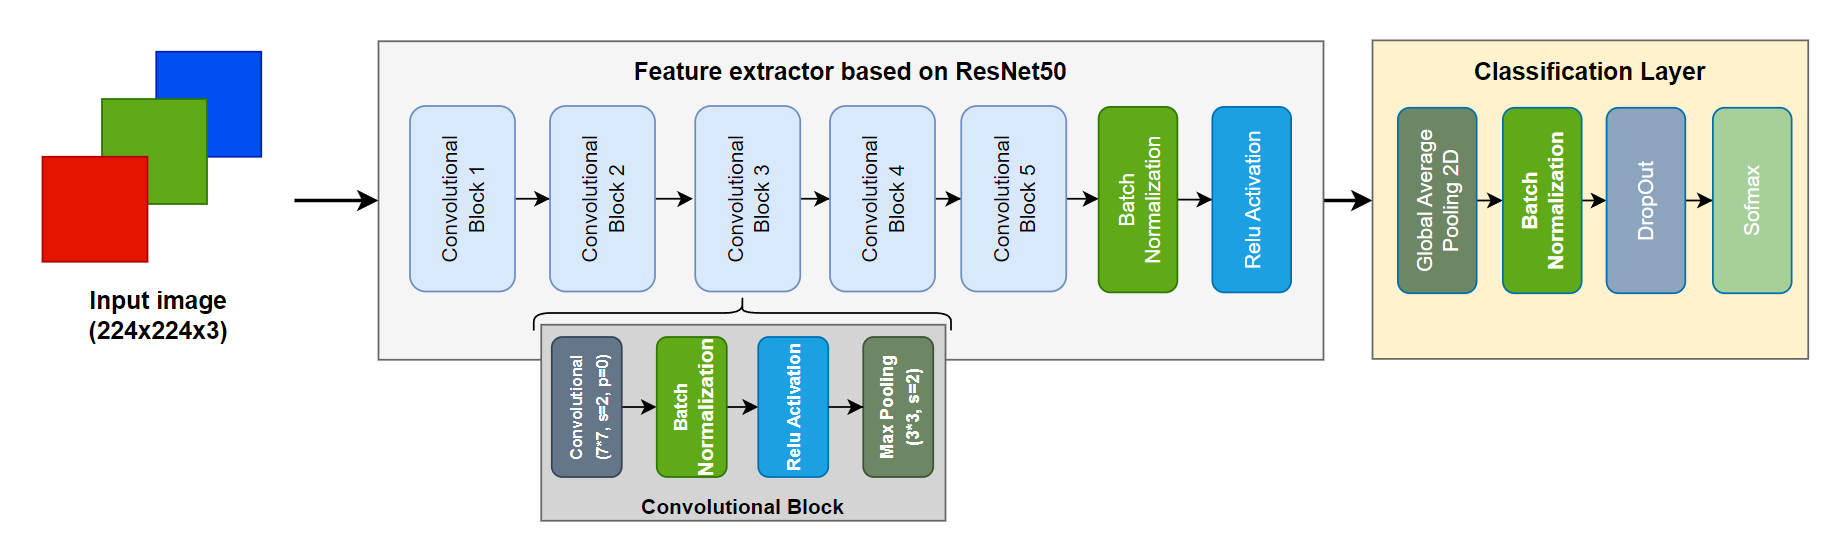 Feature extractor based on ResNet50
Classification Layer
Input image
(224x224x3)
Convolutional
Block 1
Convolutional
Block 2
Convolutional
Block 3
Convolutional
Block 4
Convolutional
Block 5
Batch
Normalization
Relu Activation
Global Average
Pooling 2D
Batch
Normalization
DropOut
Sofmax
Convolutional
(7*7, s=2, p=0)
Batch
Normalization
Relu Activation
Max Pooling
(3*3, s=2)
Convolutional Block